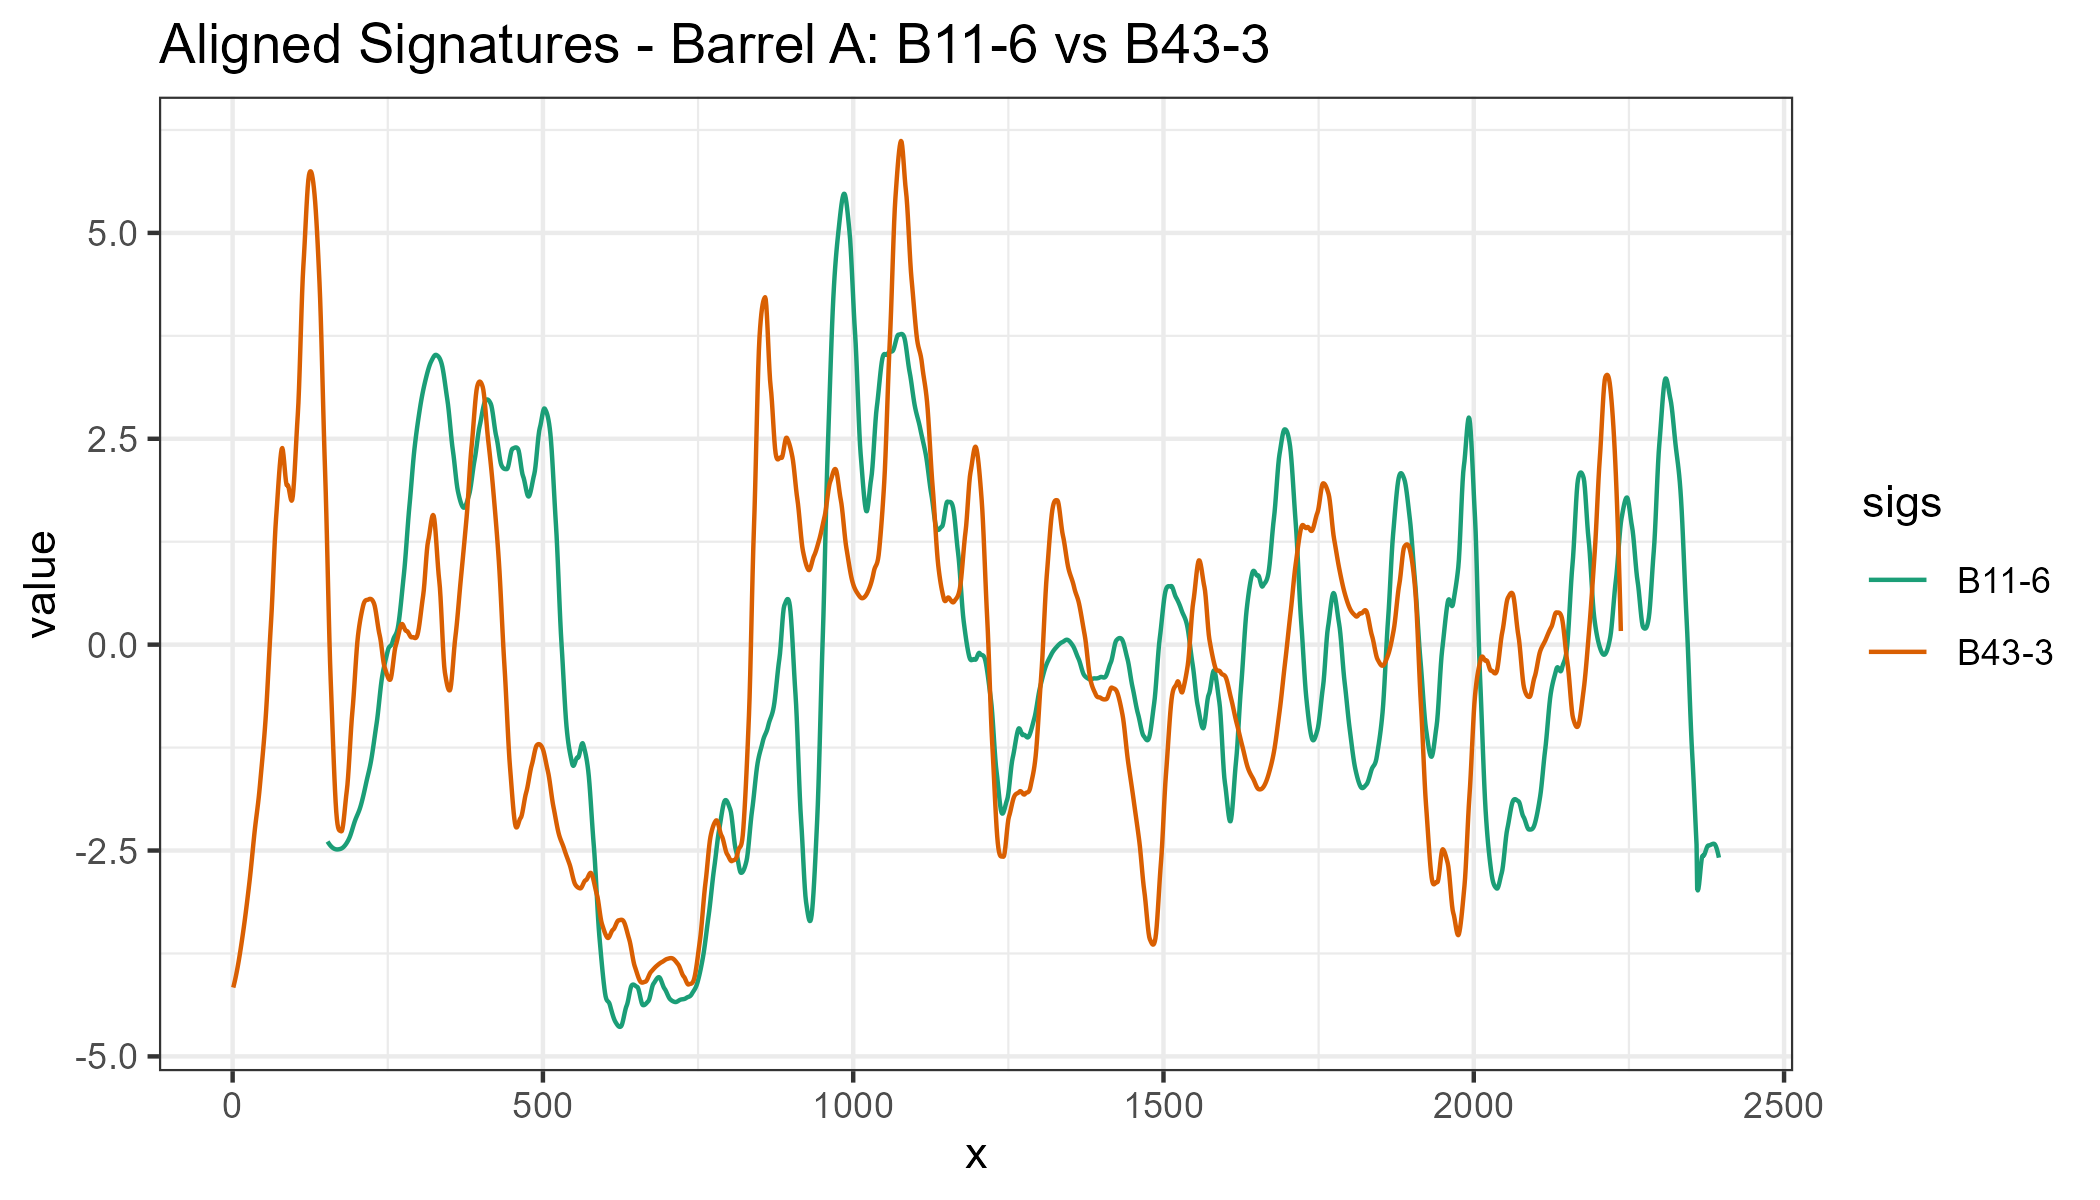 Aligned Signatures - Barrel A: B11-6 vs B43-3
value
5.0
2.5
0.0
-2.5
-5.0
0
500
1000
1500
2000
2500
x
sigs
B11-6
B43-3